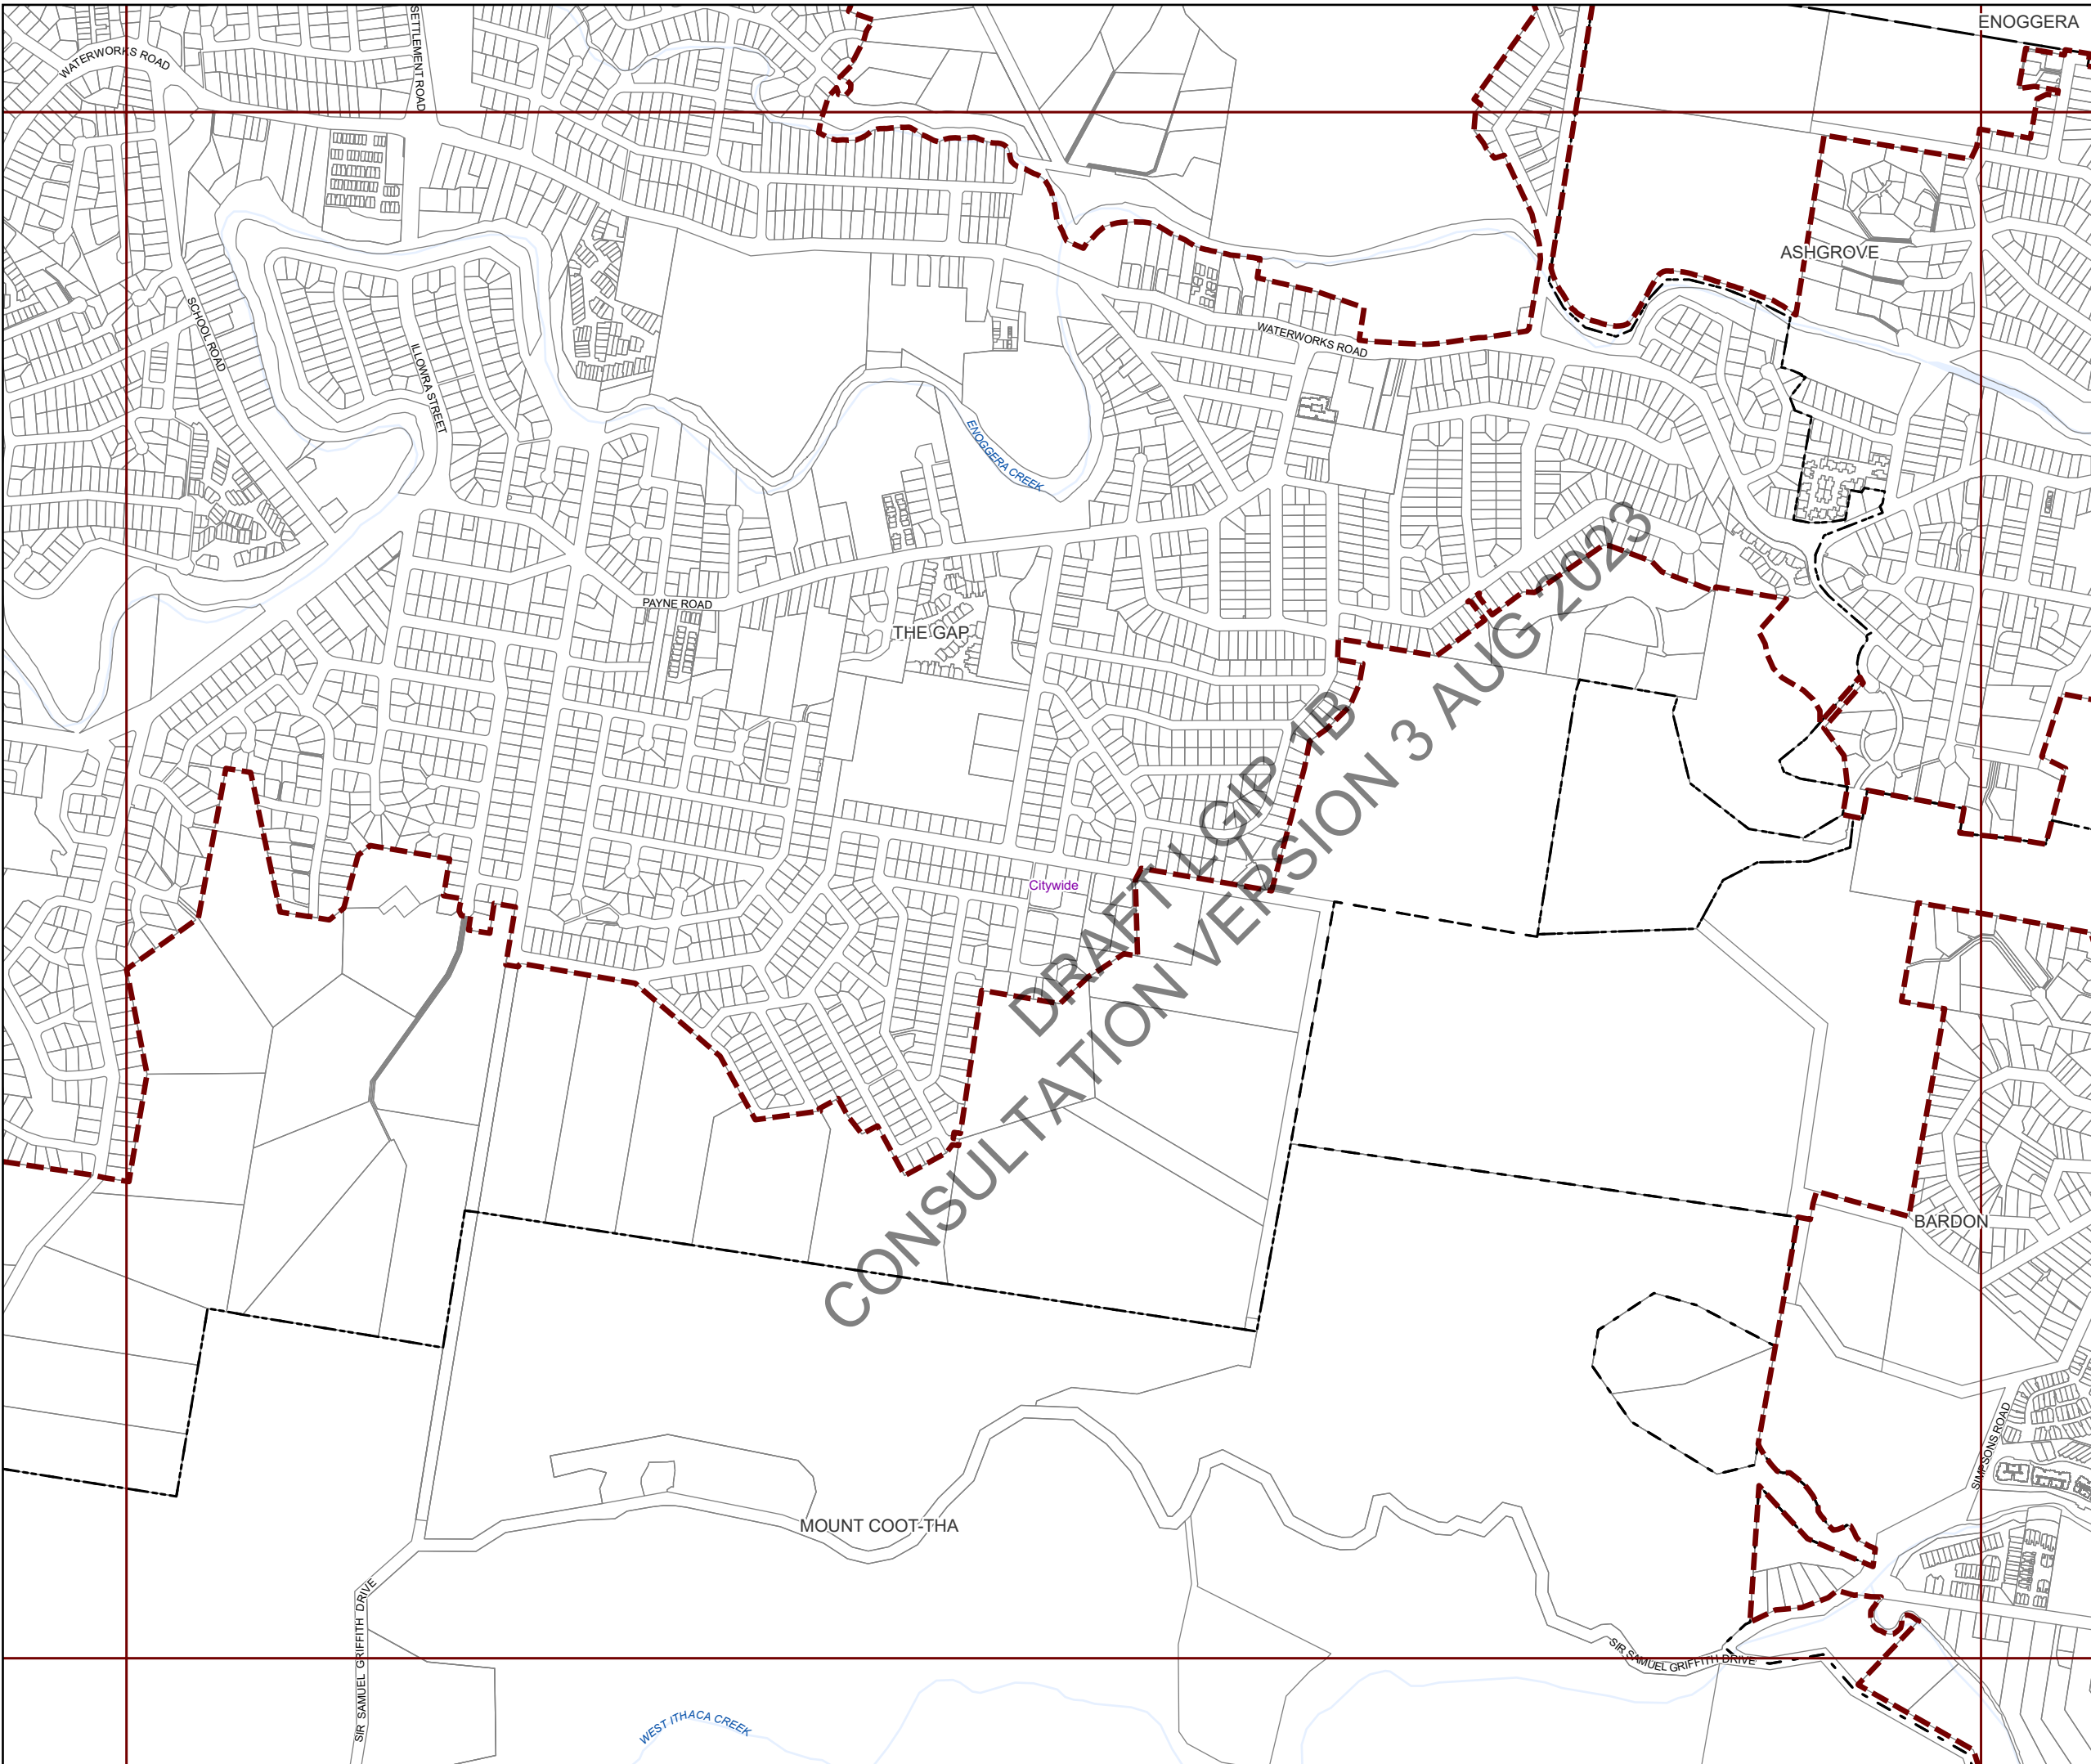 ENOGGERA
SETTLEMENT ROAD
WATERWORKS ROAD
ASHGROVE
SCHOOL ROAD
WATERWORKS ROAD
ILLOWRA STREET
ENOGGERA CREEK
PAYNE ROAD
THE GAP
Citywide
DRAFT LGIP 1B
CONSULTATION VERSION 3 AUG 2023
BARDON
SIMPSONS ROAD
MOUNT COOT-THA
SIR SAMUEL GRIFFITH DRIVE
SIR SAMUEL GRIFFITH DRIVE
WEST ITHACA CREEK